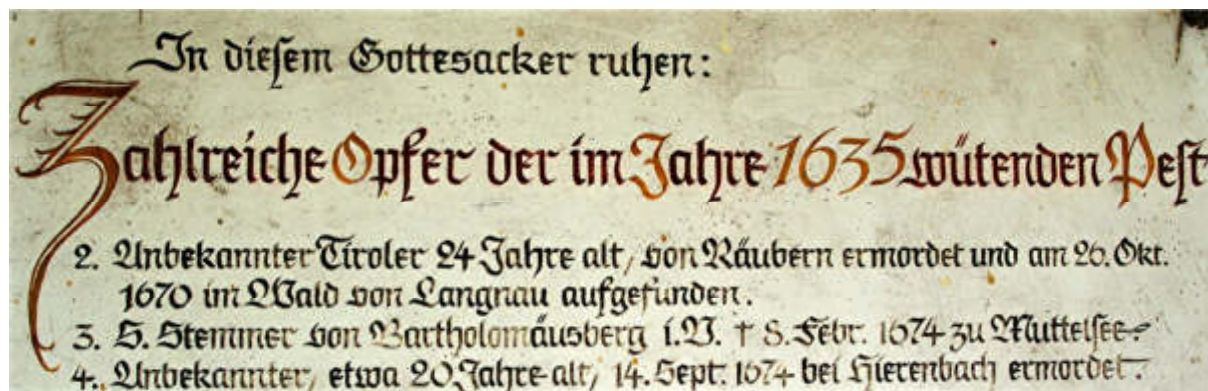 In diesem Gottesacker ruhen:
Zahlreiche Opfer der im Jahre 1635 wütenden Pest
2. Unbekannter Tiroler 24 Jahre alt, von Räubern ermordet und am 26. Okt.
1670 im Wald von Langnau aufgefunden.
3. S. Stemmer von Bartholomäusberg i.V. † 8. Febr. 1674 zu Muttelsee.
4. Unbekannter, etwa 20 Jahre alt, 14. Sept. 1674 bei Hierenbach ermordet.